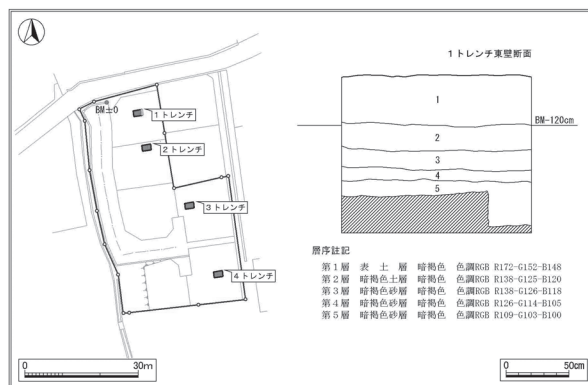 BM±0
1トレンチ
2トレンチ
3トレンチ
4トレンチ
0 30m
1トレンチ東壁断面
1
BM-120cm
2
3
4
5
層序註記
第1層 表土層 暗褐色 色調RGB R172-G152-B148
第2層 暗褐色土層 暗褐色 色調RGB R138-G125-B120
第3層 暗褐色砂層 暗褐色 色調RGB R138-G126-B118
第4層 暗褐色砂層 暗褐色 色調RGB R126-G114-B105
第5層 暗褐色砂層 暗褐色 色調RGB R109-G103-B100
0 50cm